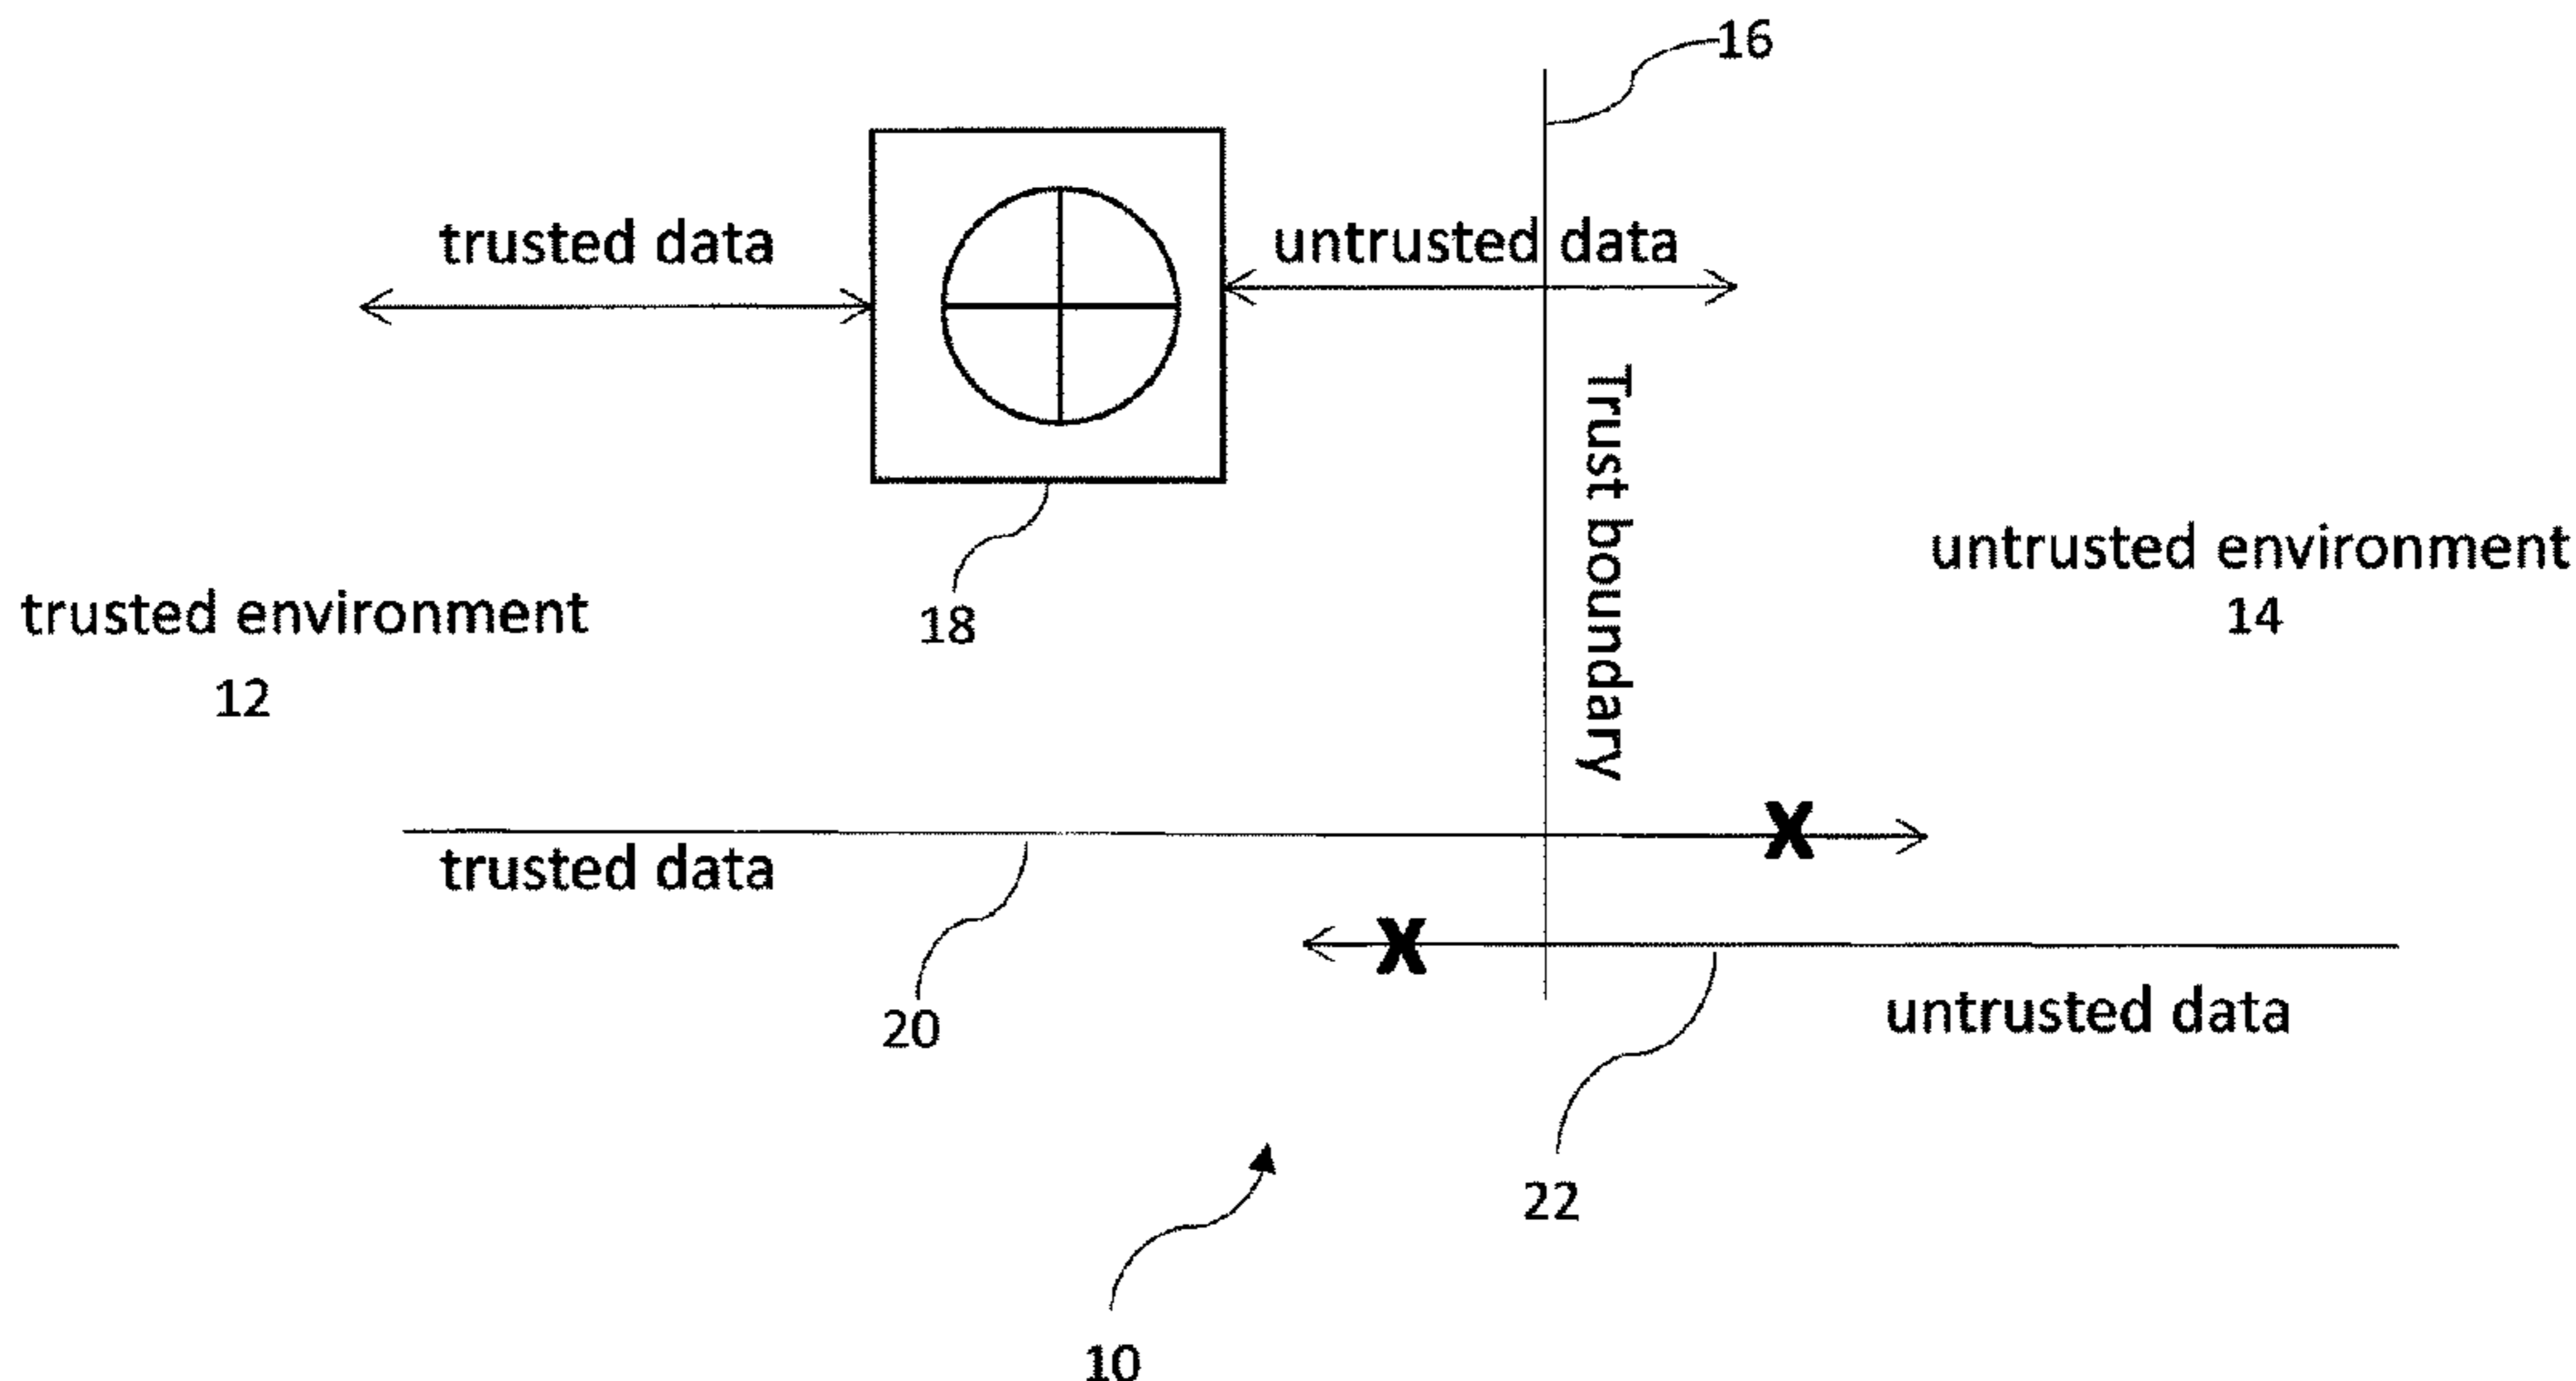 16
trusted data
untrusted data
Trust boundary
untrusted environment
14
trusted environment
18
12
X
trusted data
X
untrusted data
20
22
10